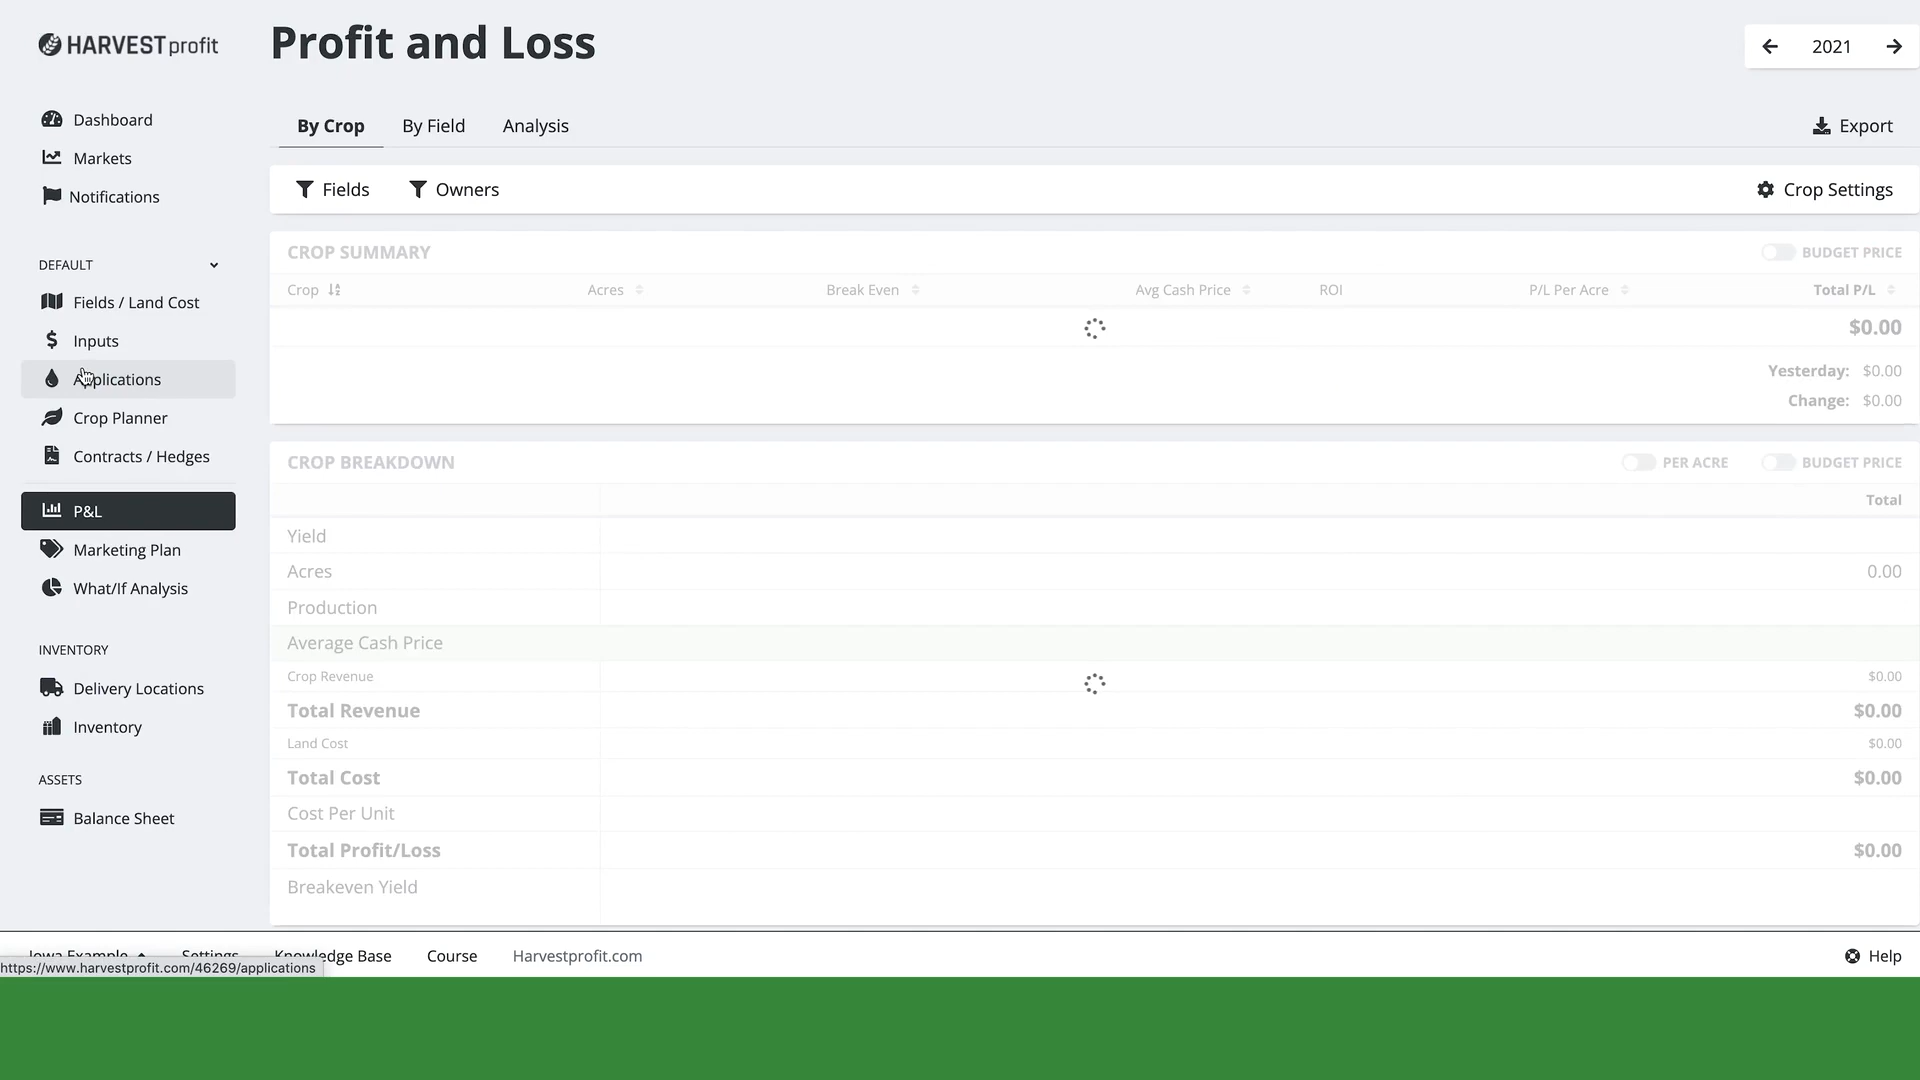 HARVEST profit
Profit and Loss
2021
Dashboard
Markets
Notifications
By Crop
By Field
Analysis
Export
Fields
Owners
Crop Settings
DEFAULT
Fields / Land Cost
Inputs
Applications
Crop Planner
Contracts / Hedges
P&L
Marketing Plan
What/If Analysis
INVENTORY
Delivery Locations
Inventory
ASSETS
Balance Sheet
CROP SUMMARY
BUDGET PRICE
Crop Acres Break Even Avg Cash Price ROI P/L Per Acre Total P/L
$0.00
Yesterday: $0.00
Change: $0.00
CROP BREAKDOWN
PER ACRE
BUDGET PRICE
Total
Yield
Acres 0.00
Production
Average Cash Price
Crop Revenue $0.00
Total Revenue $0.00
Land Cost $0.00
Total Cost $0.00
Cost Per Unit
Total Profit/Loss $0.00
Breakeven Yield
Iowa Example Settings Knowledge Base Course Harvestprofit.com Help
https://www.harvestprofit.com/46269/applications